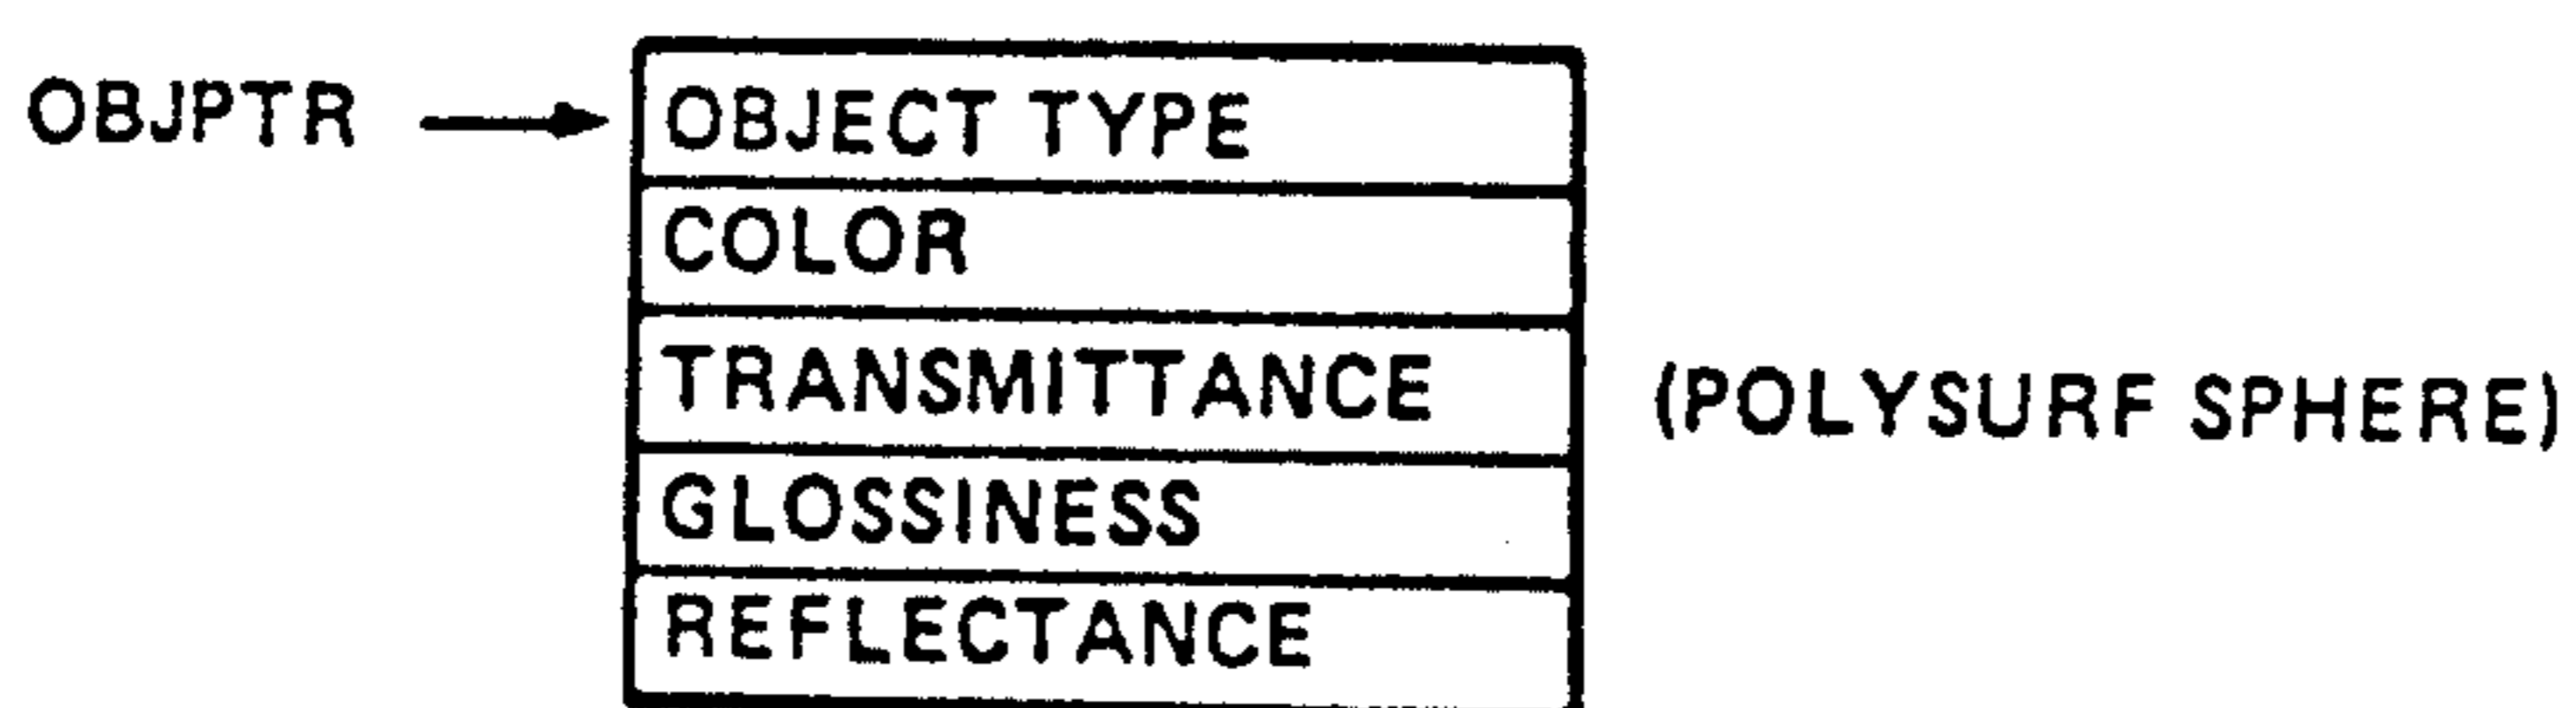 OBJPTR
OBJECT TYPE
COLOR
TRANSMITTANCE
(POLYSURF SPHERE)
GLOSSINESS
REFLECTANCE